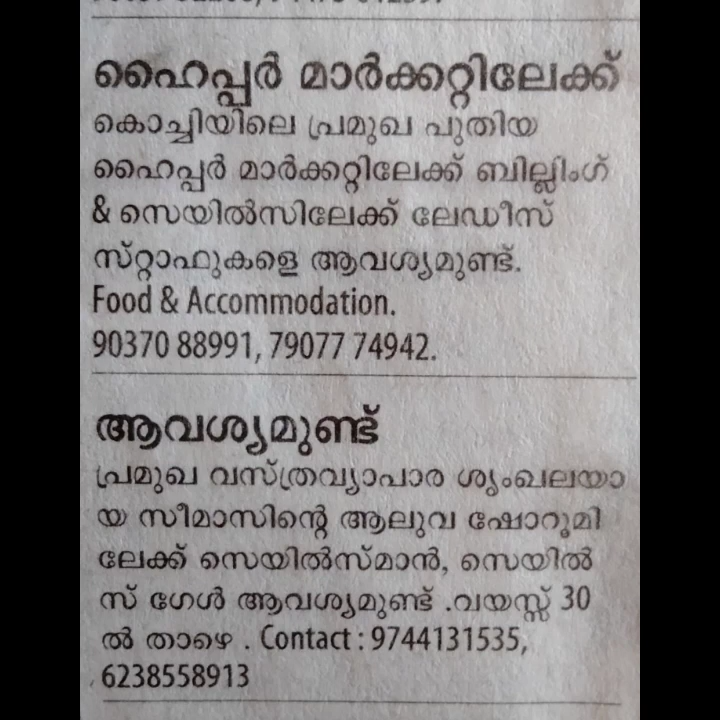 ഹൈപ്പർ മാർക്കറ്റിലേക്ക്
കൊച്ചിയിലെ പ്രമുഖ പുതിയ
ഹൈപ്പർ മാർക്കറ്റിലേക്ക് ബില്ലിംഗ്
& സെയിൽസിലേക്ക് ലേഡീസ്
സ്റ്റാഫുകളെ ആവശ്യമുണ്ട്.
Food & Accommodation.
90370 88991, 79077 74942.
ആവശ്യമുണ്ട്
പ്രമുഖ വസ്ത്രവ്യാപാര ശൃംഖലയാ
യ സീമാസിന്റെ ആലുവ ഷോറൂമി
ലേക്ക് സെയിൽസ്മാൻ, സെയിൽ
സ് ഗേൾ ആവശ്യമുണ്ട് .വയസ്സ് 30
ൽ താഴെ . Contact : 9744131535,
6238558913